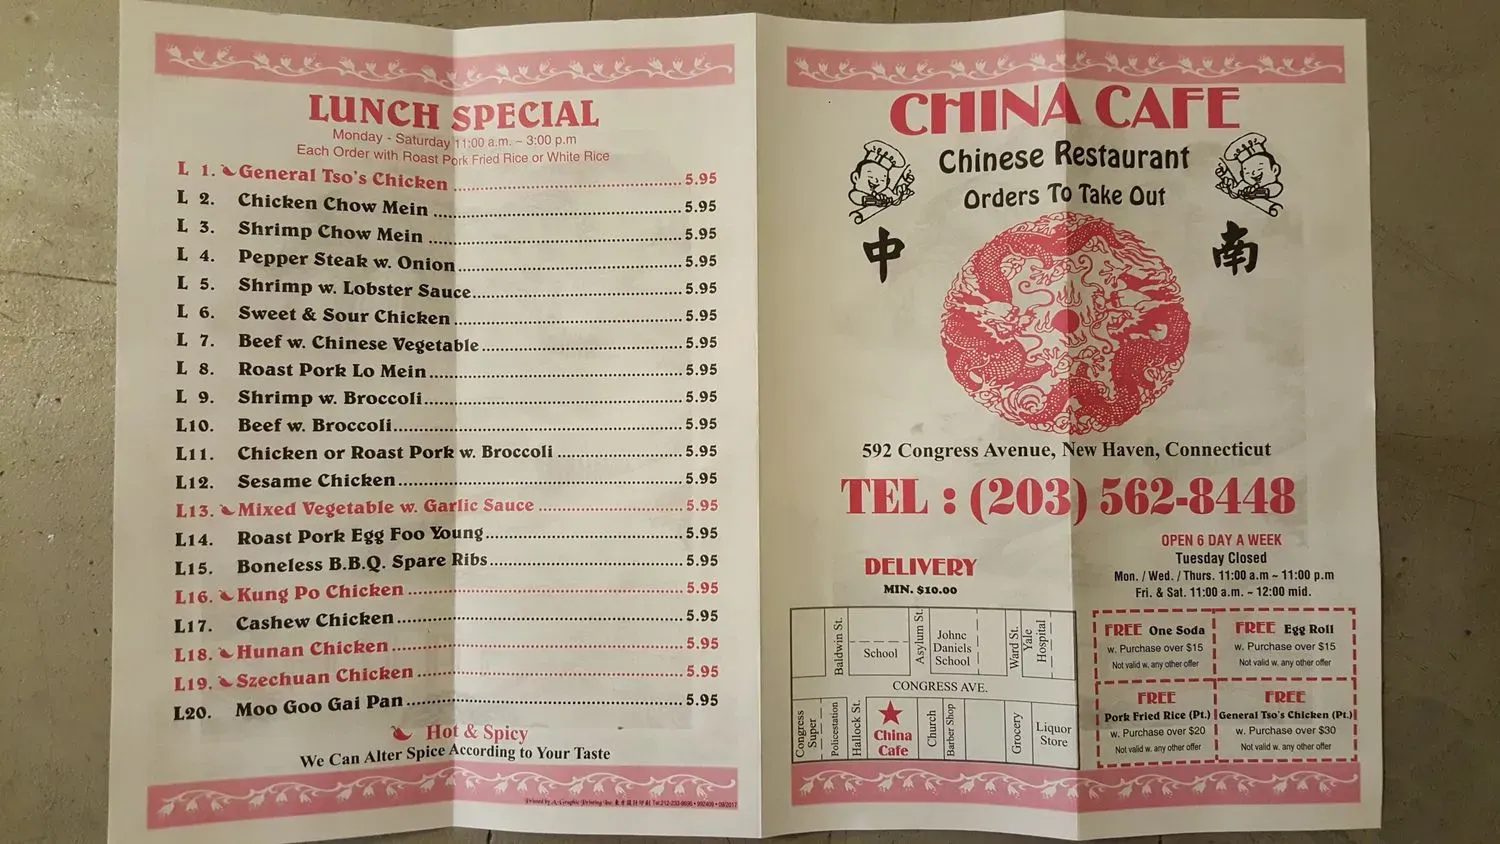 LUNCH SPECIAL
Monday - Saturday 11:00 a.m. ~ 3:00 p.m
Each Order with Roast Pork Fried Rice or White Rice
L 1. General Tso's Chicken 5.95
L 2. Chicken Chow Mein 5.95
L 3. Shrimp Chow Mein 5.95
L 4. Pepper Steak w. Onion 5.95
L 5. Shrimp w. Lobster Sauce 5.95
L 6. Sweet & Sour Chicken 5.95
L 7. Beef w. Chinese Vegetable 5.95
L 8. Roast Pork Lo Mein 5.95
L 9. Shrimp w. Broccoli 5.95
L10. Beef w. Broccoli 5.95
L11. Chicken or Roast Pork w. Broccoli 5.95
L12. Sesame Chicken 5.95
L13. Mixed Vegetable w. Garlic Sauce 5.95
L14. Roast Pork Egg Foo Young 5.95
L15. Boneless B.B.Q. Spare Ribs 5.95
L16. Kung Po Chicken 5.95
L17. Cashew Chicken 5.95
L18. Hunan Chicken 5.95
L19. Szechuan Chicken 5.95
L20. Moo Goo Gai Pan 5.95
Hot & Spicy
We Can Alter Spice According to Your Taste
Printed by A-Graphic Printing Inc. Tel:212-233-8696 • 992409 • 09/2017
CHINA CAFE
Chinese Restaurant
Orders To Take Out
中 南
592 Congress Avenue, New Haven, Connecticut
TEL : (203) 562-8448
DELIVERY
MIN. $10.00
OPEN 6 DAY A WEEK
Tuesday Closed
Mon. / Wed. / Thurs. 11:00 a.m ~ 11:00 p.m
Fri. & Sat. 11:00 a.m. ~ 12:00 mid.
Baldwin St.
School
Asylum St.
Johnc
Daniels
School
Ward St.
Yale
Hospital
CONGRESS AVE.
Congress
Super
Policestation
Hallock St.
China
Cafe
Church
Barber Shop
Grocery
Liquor
Store
FREE One Soda
w. Purchase over $15
Not valid w. any other offer
FREE Egg Roll
w. Purchase over $15
Not valid w. any other offer
FREE
Pork Fried Rice (Pt.)
w. Purchase over $20
Not valid w. any other offer
FREE
General Tso's Chicken (Pt.)
w. Purchase over $30
Not valid w. any other offer